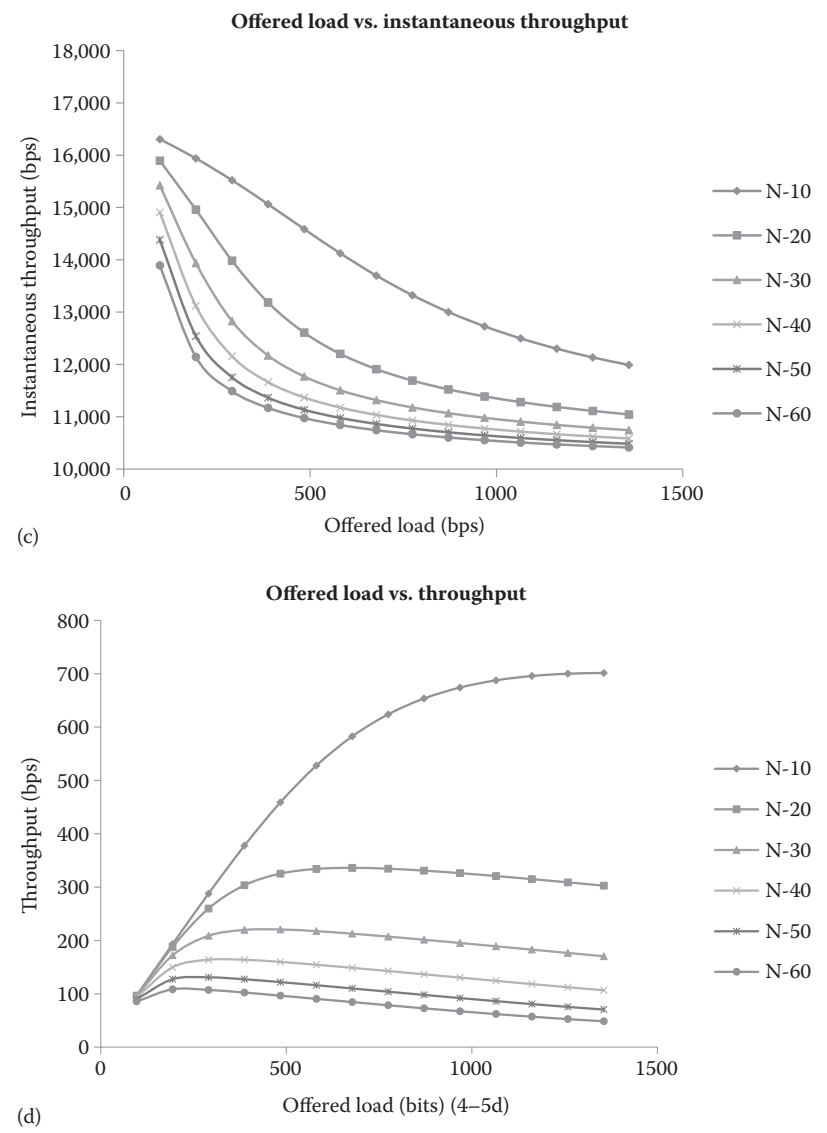 Offered load vs. instantaneous throughput
18,000
17,000
16,000
15,000
14,000
13,000
12,000
11,000
10,000
Instantaneous throughput (bps)
0
500
1000
1500
Offered load (bps)
N-10
N-20
N-30
N-40
N-50
N-60
(c)
Offered load vs. throughput
800
700
600
500
400
300
200
100
0
Throughput (bps)
0
500
1000
1500
Offered load (bits) (4–5d)
N-10
N-20
N-30
N-40
N-50
N-60
(d)